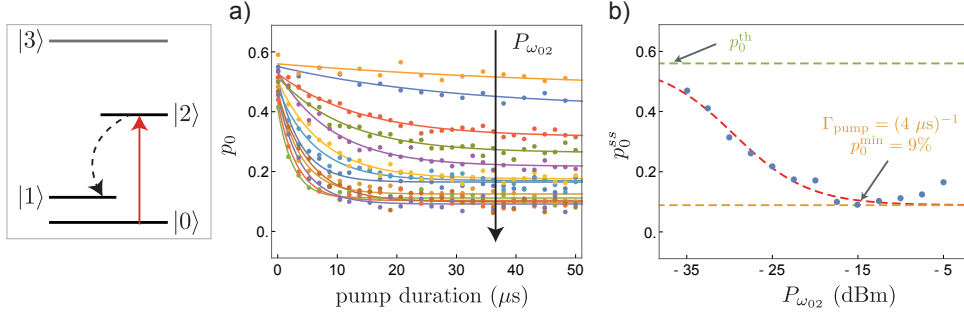 |3⟩
|2⟩
|1⟩
|0⟩
a)
p₀
0.6
0.4
0.2
0.
0
10
20
30
40
50
pump duration (μs)
P_ω₀₂
b)
p₀^ss
0.6
0.4
0.2
0.
p₀^th
Γ_pump = (4 μs)⁻¹
p₀^min = 9%
- 35
- 25
- 15
- 5
P_ω₀₂ (dBm)